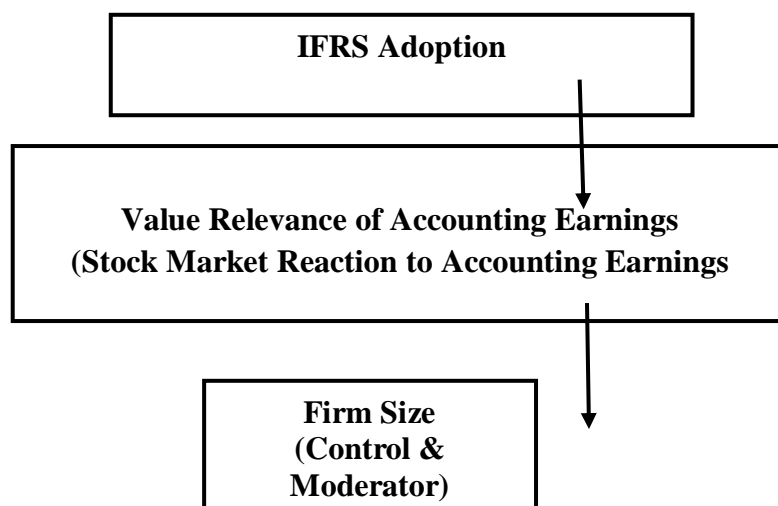 IFRS Adoption
Value Relevance of Accounting Earnings
(Stock Market Reaction to Accounting Earnings
Firm Size
(Control &
Moderator)